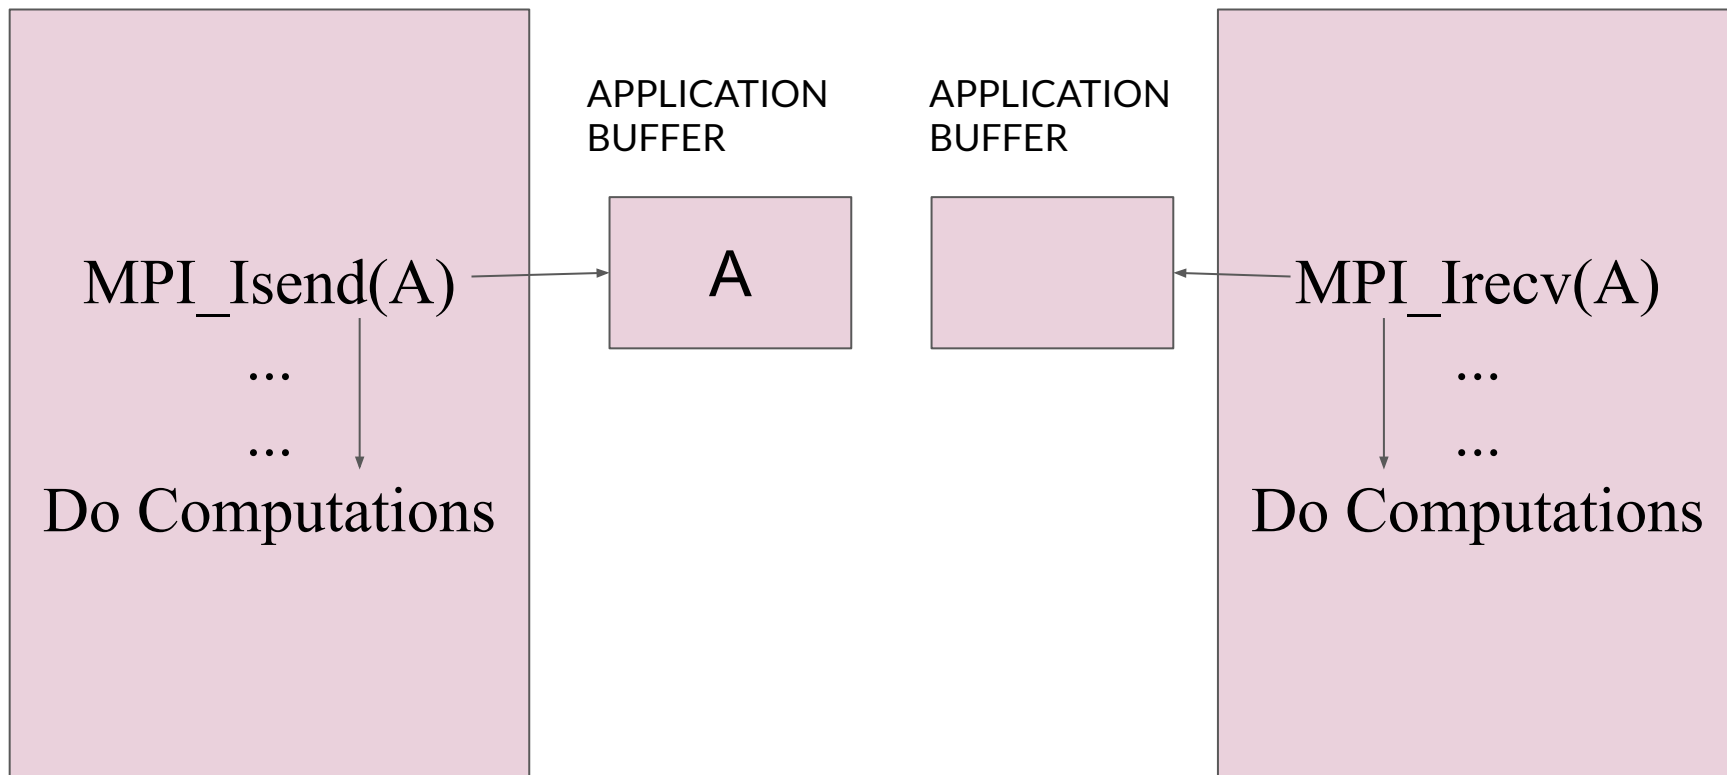 APPLICATION
BUFFER
APPLICATION
BUFFER
MPI_Isend(A)
A
MPI_Irecv(A)
...
...
...
...
Do Computations
Do Computations